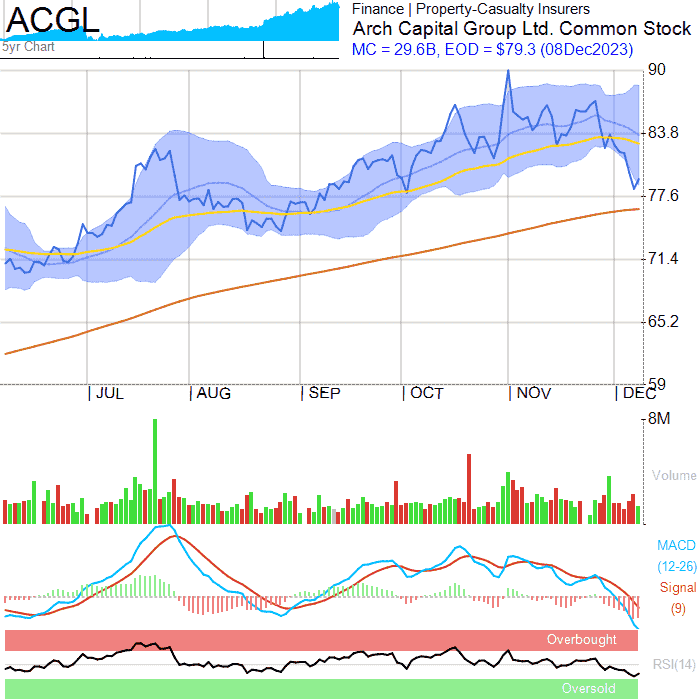 ACGL
5yr Chart
Finance | Property-Casualty Insurers
Arch Capital Group Ltd. Common Stock
MC = 29.6B, EOD = $79.3 (08Dec2023)
90
83.8
77.6
71.4
65.2
59
JUL AUG SEP OCT NOV DEC
8M
Volume
MACD
(12-26)
Signal
(9)
Overbought
RSI(14)
Oversold